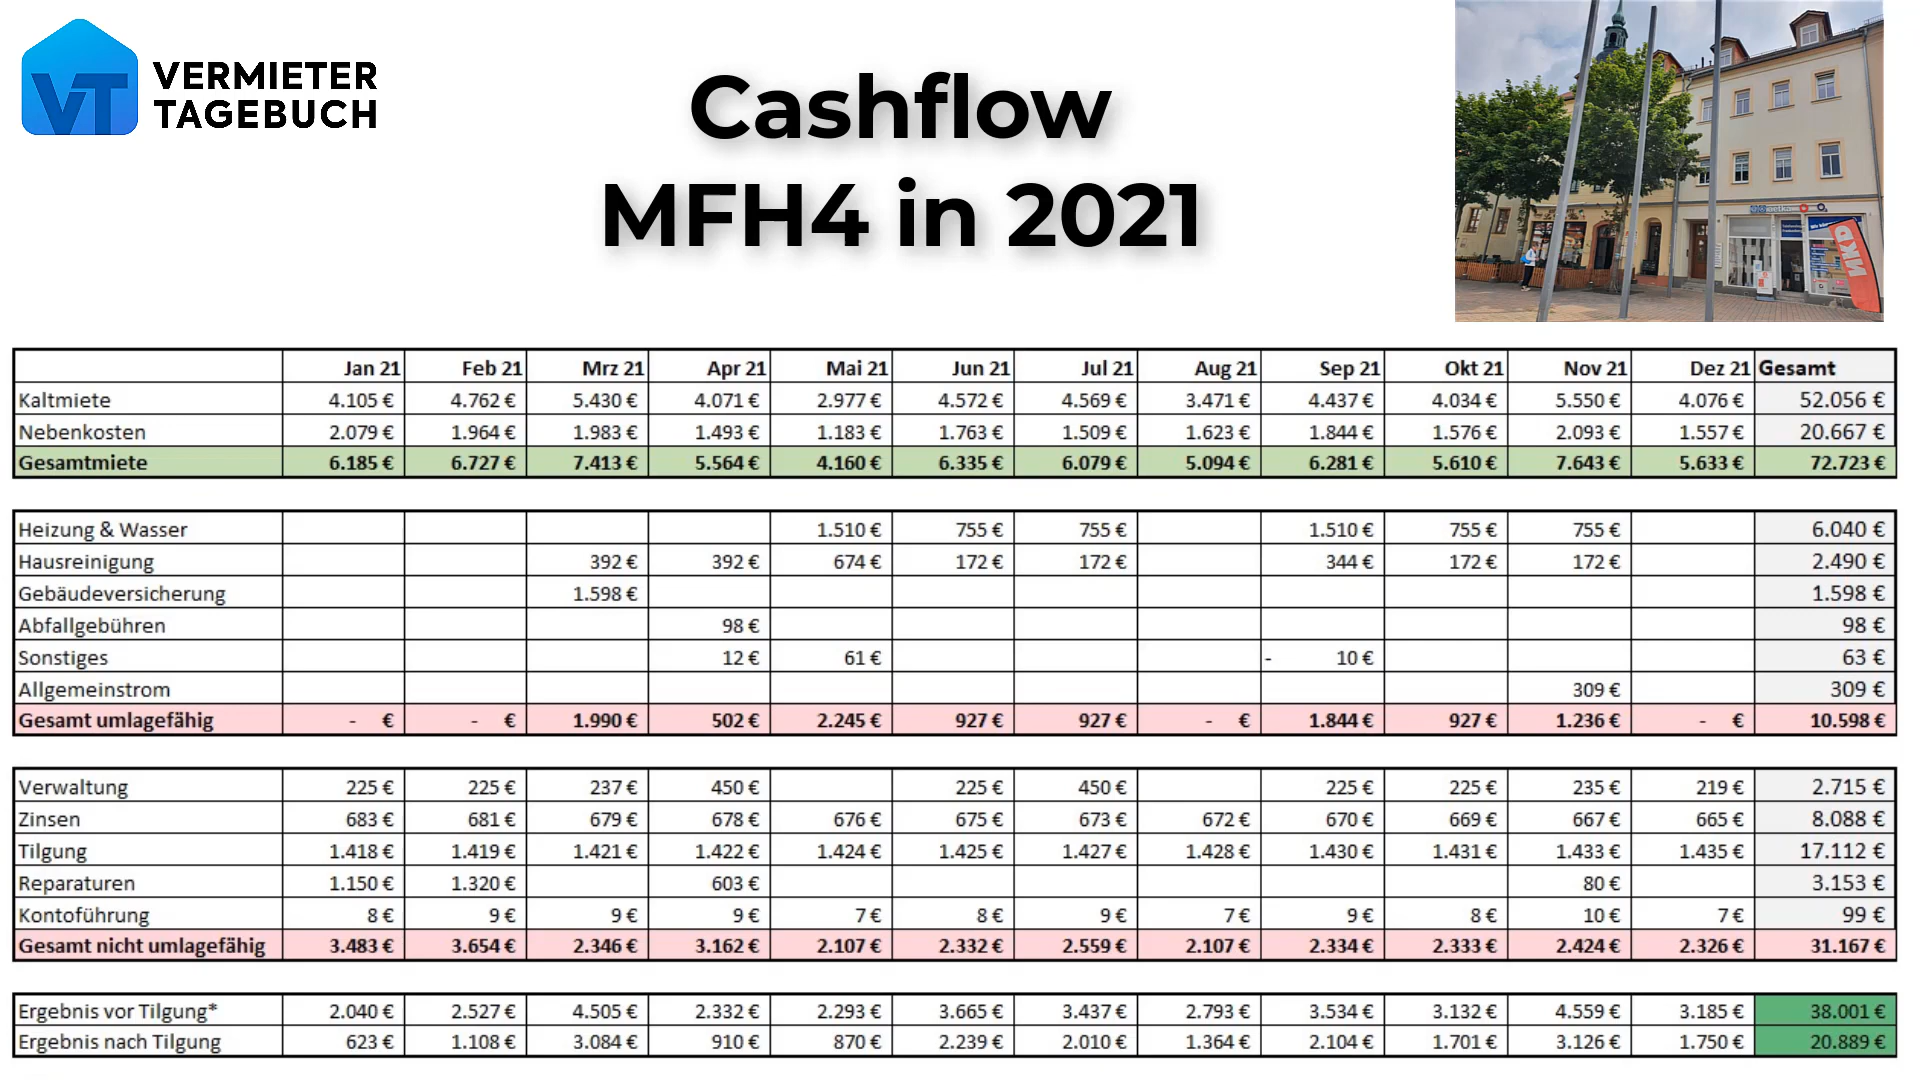 VERMIETER
TAGEBUCH
Cashflow
MFH4 in 2021
NKD
Jan 21 Feb 21 Mrz 21 Apr 21 Mai 21 Jun 21 Jul 21 Aug 21 Sep 21 Okt 21 Nov 21 Dez 21 Gesamt
Kaltmiete 4.105 € 4.762 € 5.430 € 4.071 € 2.977 € 4.572 € 4.569 € 3.471 € 4.437 € 4.034 € 5.550 € 4.076 € 52.056 €
Nebenkosten 2.079 € 1.964 € 1.983 € 1.493 € 1.183 € 1.763 € 1.509 € 1.623 € 1.844 € 1.576 € 2.093 € 1.557 € 20.667 €
Gesamtmiete 6.185 € 6.727 € 7.413 € 5.564 € 4.160 € 6.335 € 6.079 € 5.094 € 6.281 € 5.610 € 7.643 € 5.633 € 72.723 €
Heizung & Wasser 1.510 € 755 € 755 € 1.510 € 755 € 755 € 6.040 €
Hausreinigung 392 € 392 € 674 € 172 € 172 € 344 € 172 € 172 € 2.490 €
Gebäudeversicherung 1.598 € 1.598 €
Abfallgebühren 98 € 98 €
Sonstiges 12 € 61 € - 10 € 63 €
Allgemeinstrom 309 € 309 €
Gesamt umlagefähig - € - € 1.990 € 502 € 2.245 € 927 € 927 € - € 1.844 € 927 € 1.236 € - € 10.598 €
Verwaltung 225 € 225 € 237 € 450 € 225 € 450 € 225 € 225 € 235 € 219 € 2.715 €
Zinsen 683 € 681 € 679 € 678 € 676 € 675 € 673 € 672 € 670 € 669 € 667 € 665 € 8.088 €
Tilgung 1.418 € 1.419 € 1.421 € 1.422 € 1.424 € 1.425 € 1.427 € 1.428 € 1.430 € 1.431 € 1.433 € 1.435 € 17.112 €
Reparaturen 1.150 € 1.320 € 603 € 80 € 3.153 €
Kontoführung 8 € 9 € 9 € 9 € 7 € 8 € 9 € 7 € 9 € 8 € 10 € 7 € 99 €
Gesamt nicht umlagefähig 3.483 € 3.654 € 2.346 € 3.162 € 2.107 € 2.332 € 2.559 € 2.107 € 2.334 € 2.333 € 2.424 € 2.326 € 31.167 €
Ergebnis vor Tilgung* 2.040 € 2.527 € 4.505 € 2.332 € 2.293 € 3.665 € 3.437 € 2.793 € 3.534 € 3.132 € 4.559 € 3.185 € 38.001 €
Ergebnis nach Tilgung 623 € 1.108 € 3.084 € 910 € 870 € 2.239 € 2.010 € 1.364 € 2.104 € 1.701 € 3.126 € 1.750 € 20.889 €